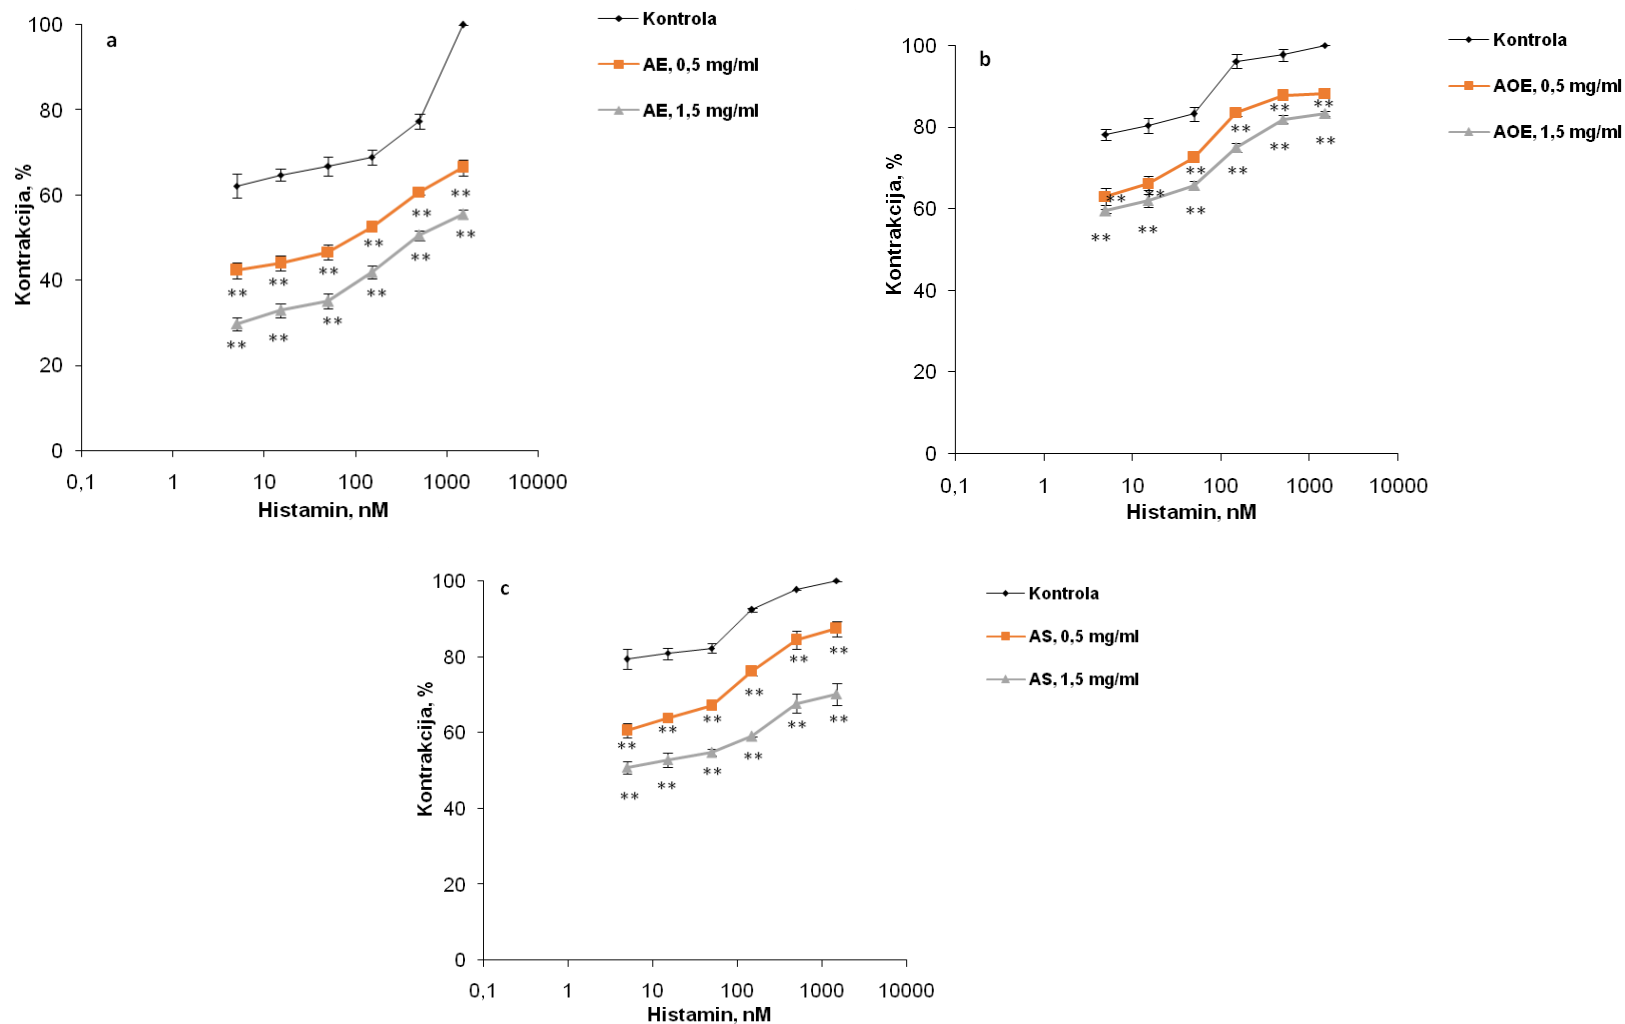 a
Kontrola
AE, 0,5 mg/ml
AE, 1,5 mg/ml
100
80
60
40
20
0
Kontrakcija, %
** ** ** ** ** **
** ** ** ** ** **
0,1 1 10 100 1000 10000
Histamin, nM
b
Kontrola
AOE, 0,5 mg/ml
AOE, 1,5 mg/ml
100
80
60
40
20
0
Kontrakcija, %
** ** ** ** ** **
** ** ** ** ** **
0,1 1 10 100 1000 10000
Histamin, nM
c
Kontrola
AS, 0,5 mg/ml
AS, 1,5 mg/ml
100
80
60
40
20
0
Kontrakcija, %
** ** ** ** ** **
** ** ** ** ** **
0,1 1 10 100 1000 10000
Histamin, nM